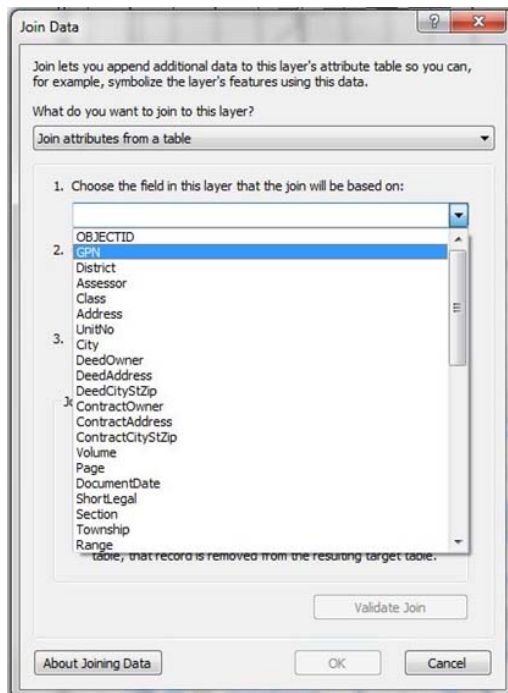 Join Data
Join lets you append additional data to this layer's attribute table so you can,
for example, symbolize the layer's features using this data.
What do you want to join to this layer?
Join attributes from a table
1. Choose the field in this layer that the join will be based on:
OBJECTID
2.
GPN
District
Assessor
Class
Address
UnitNo
3.
City
DeedOwner
DeedAddress
DeedCityStZip
ContractOwner
ContractAddress
ContractCityStZip
Volume
Page
DocumentDate
ShortLegal
Section
Township
Range
table, that record is removed from the resulting target table.
Validate Join
About Joining Data
OK
Cancel